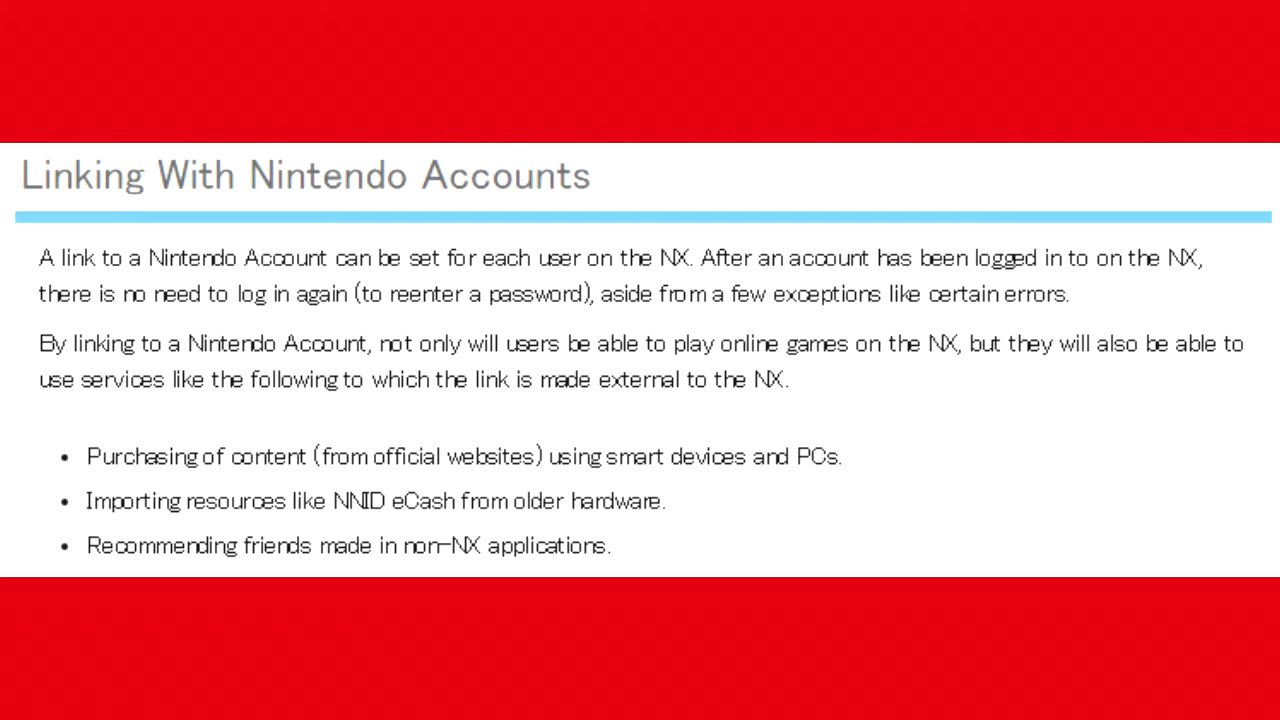 Linking With Nintendo Accounts
A link to a Nintendo Account can be set for each user on the NX. After an account has been logged in to on the NX,
there is no need to log in again (to reenter a password), aside from a few exceptions like certain errors.
By linking to a Nintendo Account, not only will users be able to play online games on the NX, but they will also be able to
use services like the following to which the link is made external to the NX.
• Purchasing of content (from official websites) using smart devices and PCs.
• Importing resources like NNID eCash from older hardware.
• Recommending friends made in non-NX applications.